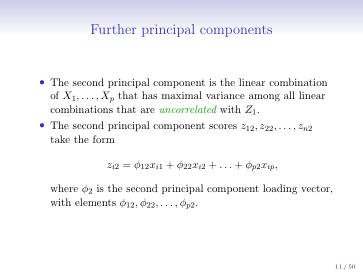 Further principal components
• The second principal component is the linear combination
of X₁, . . . , Xₚ that has maximal variance among all linear
combinations that are uncorrelated with Z₁.
• The second principal component scores z₁₂, z₂₂, . . . , zₙ₂
take the form
zᵢ₂ = ϕ₁₂xᵢ₁ + ϕ₂₂xᵢ₂ + . . . + ϕₚ₂xᵢₚ,
where ϕ₂ is the second principal component loading vector,
with elements ϕ₁₂, ϕ₂₂, . . . , ϕₚ₂.
11 / 50